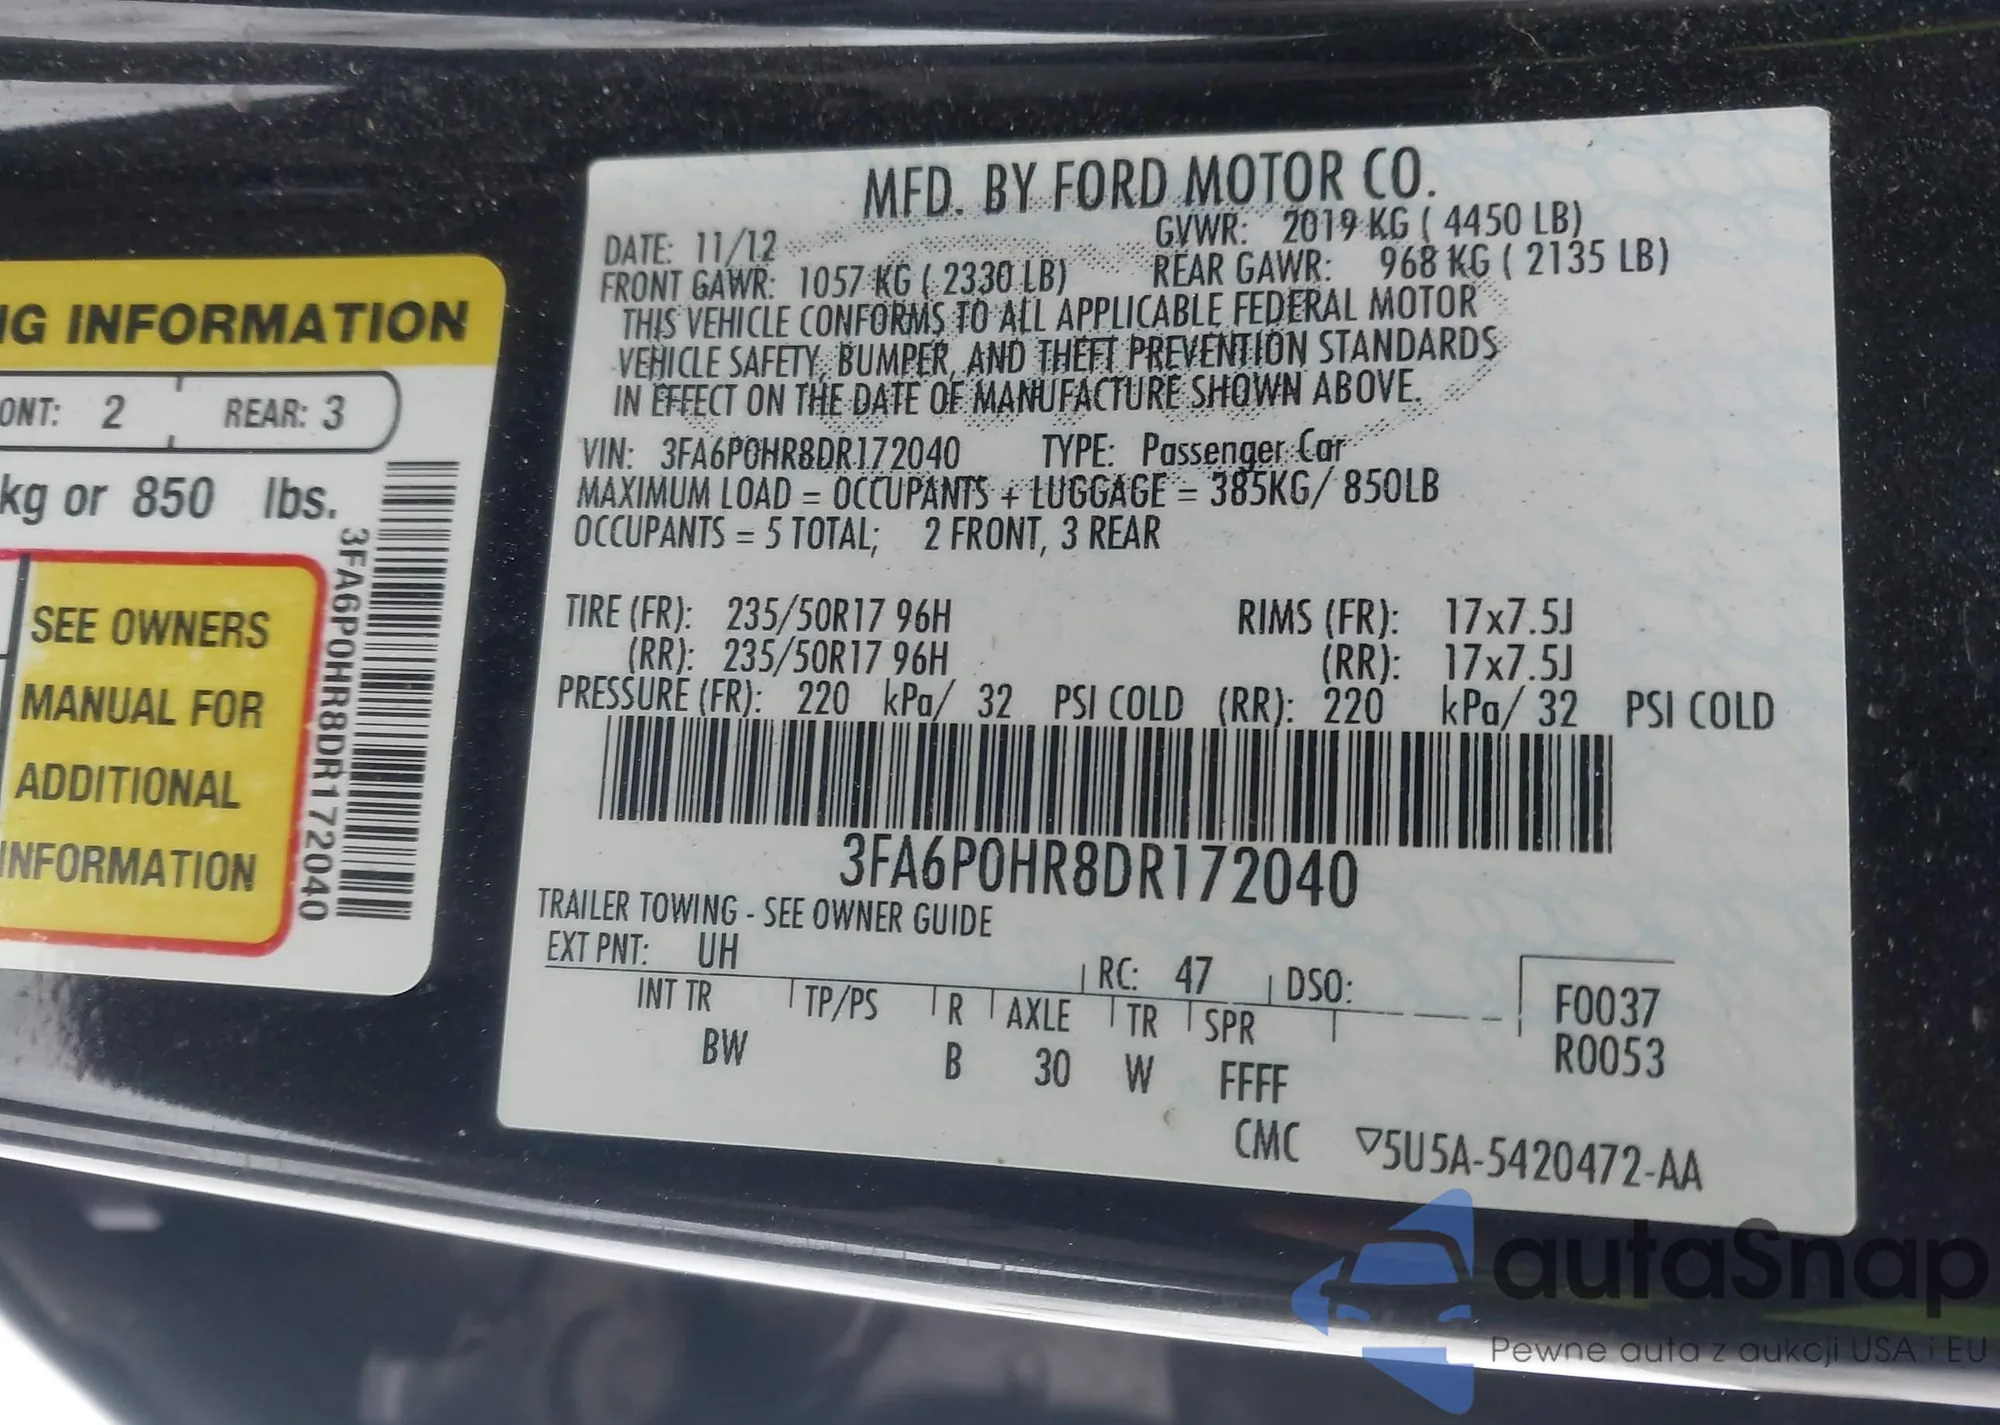 NG INFORMATION
ONT: 2 REAR: 3
kg or 850 lbs.
3FA6P0HR8DR172040
SEE OWNERS
MANUAL FOR
ADDITIONAL
INFORMATION
MFD. BY FORD MOTOR CO.
DATE: 11/12 GVWR: 2019 KG ( 4450 LB)
FRONT GAWR: 1057 KG ( 2330 LB) REAR GAWR: 968 KG ( 2135 LB)
THIS VEHICLE CONFORMS TO ALL APPLICABLE FEDERAL MOTOR
VEHICLE SAFETY, BUMPER, AND THEFT PREVENTION STANDARDS
IN EFFECT ON THE DATE OF MANUFACTURE SHOWN ABOVE.
VIN: 3FA6P0HR8DR172040 TYPE: Passenger Car
MAXIMUM LOAD = OCCUPANTS + LUGGAGE = 385KG/ 850LB
OCCUPANTS = 5 TOTAL; 2 FRONT, 3 REAR
TIRE (FR): 235/50R17 96H RIMS (FR): 17x7.5J
(RR): 235/50R17 96H (RR): 17x7.5J
PRESSURE (FR): 220 kPa/ 32 PSI COLD (RR): 220 kPa/ 32 PSI COLD
3FA6P0HR8DR172040
TRAILER TOWING - SEE OWNER GUIDE
EXT PNT: UH RC: 47 DSO:
INT TR TP/PS R AXLE TR SPR
BW B 30 W FFFF
F0037
R0053
CMC ▽5U5A-5420472-AA
autaSnap
Pewne auta z aukcji USA i EU